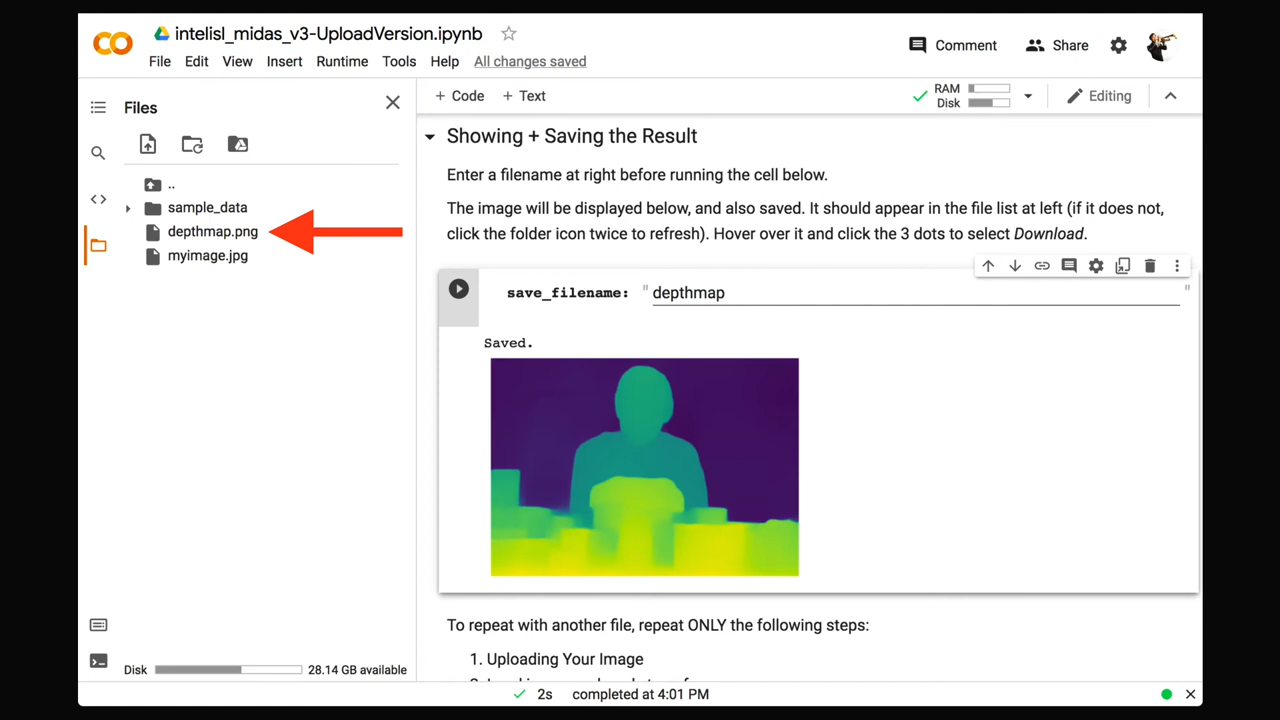 intelisl_midas_v3-UploadVersion.ipynb
File Edit View Insert Runtime Tools Help All changes saved
Comment Share
Files
..
sample_data
depthmap.png
myimage.jpg
Disk 28.14 GB available
+ Code + Text
RAM
Disk
Editing
Showing + Saving the Result
Enter a filename at right before running the cell below.
The image will be displayed below, and also saved. It should appear in the file list at left (if it does not,
click the folder icon twice to refresh). Hover over it and click the 3 dots to select Download.
save_filename: " depthmap "
Saved.
To repeat with another file, repeat ONLY the following steps:
1. Uploading Your Image
2s completed at 4:01 PM